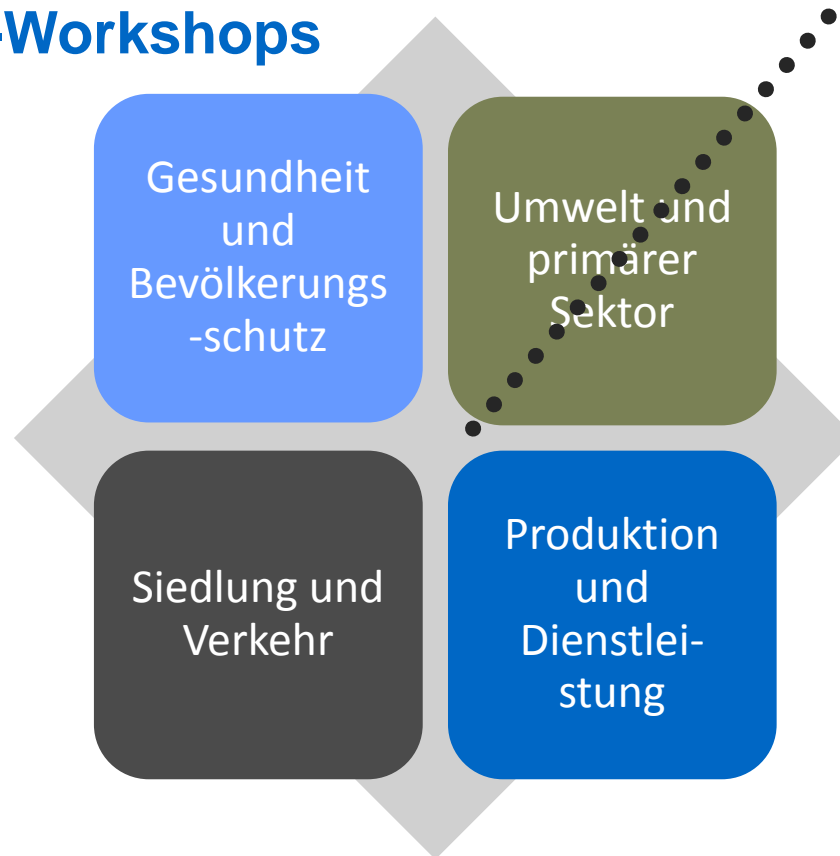 -Workshops
Gesundheit
und
Bevölkerungs
-schutz
Umwelt und
primärer
Sektor
Siedlung und
Verkehr
Produktion
und
Dienstlei-
stung